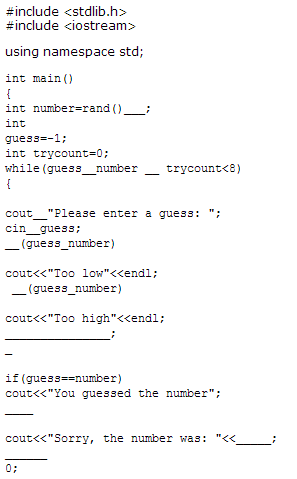 #include <stdlib.h>
#include <iostream>
using namespace std;
int main()
{
int number=rand()___;
int
guess=-1;
int trycount=0;
while(guess__number __ trycount<8)
{
cout__"Please enter a guess: ";
cin__guess;
__(guess_number)
cout<<"Too low"<<endl;
__(guess_number)
cout<<"Too high"<<endl;
________________;
_
if(guess==number)
cout<<"You guessed the number";
____
cout<<"Sorry, the number was: "<<_____;
______
0;